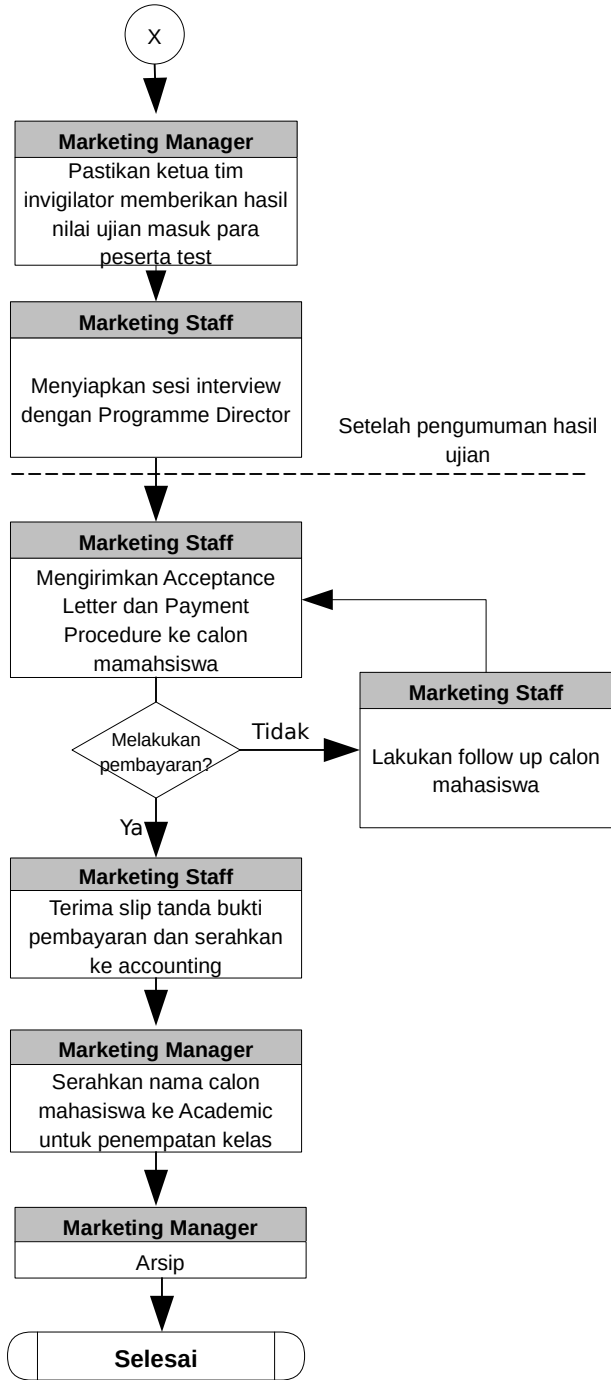 X
Marketing Manager
Pastikan ketua tim
invigilator memberikan hasil
nilai ujian masuk para
peserta test
Marketing Staff
Menyiapkan sesi interview
dengan Programme Director
Setelah pengumuman hasil
ujian
Marketing Staff
Mengirimkan Acceptance
Letter dan Payment
Procedure ke calon
mamahsiswa
Marketing Staff
Lakukan follow up calon
mahasiswa
Melakukan
pembayaran?
Tidak
Ya
Marketing Staff
Terima slip tanda bukti
pembayaran dan serahkan
ke accounting
Marketing Manager
Serahkan nama calon
mahasiswa ke Academic
untuk penempatan kelas
Marketing Manager
Arsip
Selesai